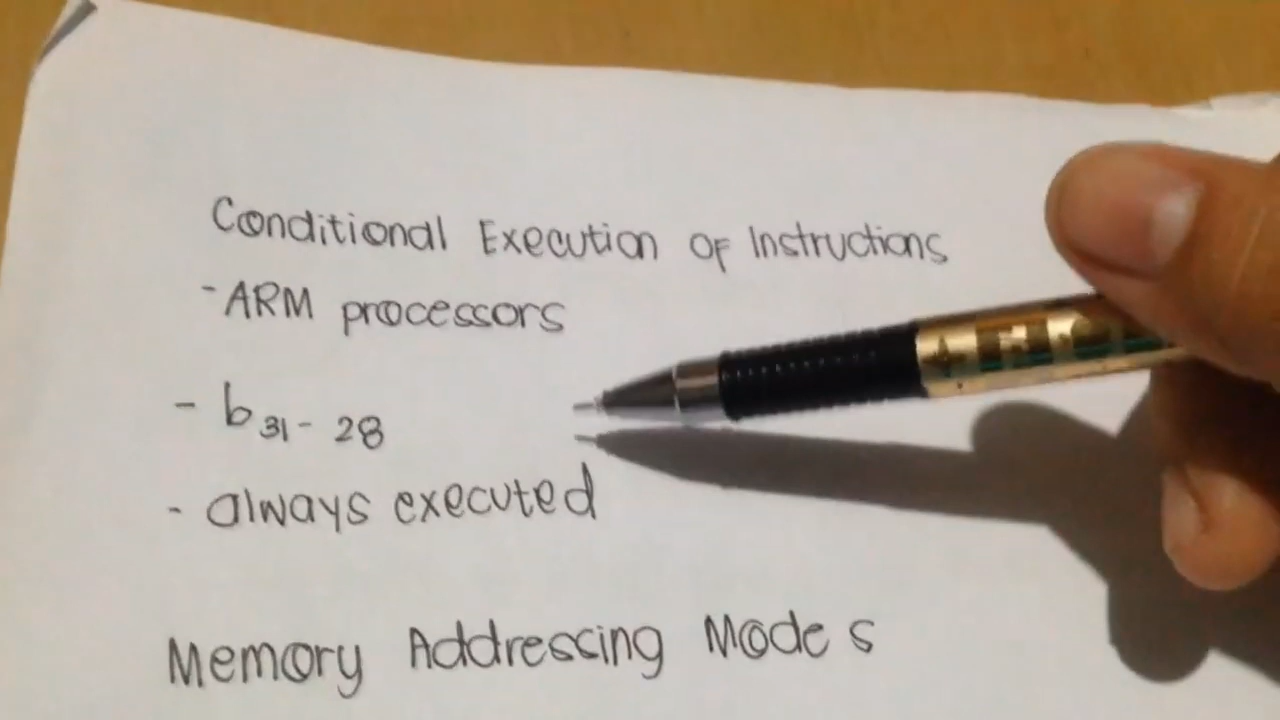 Conditional Execution of Instructions
- ARM processors
- b31-28
- always executed
Memory Addressing Modes